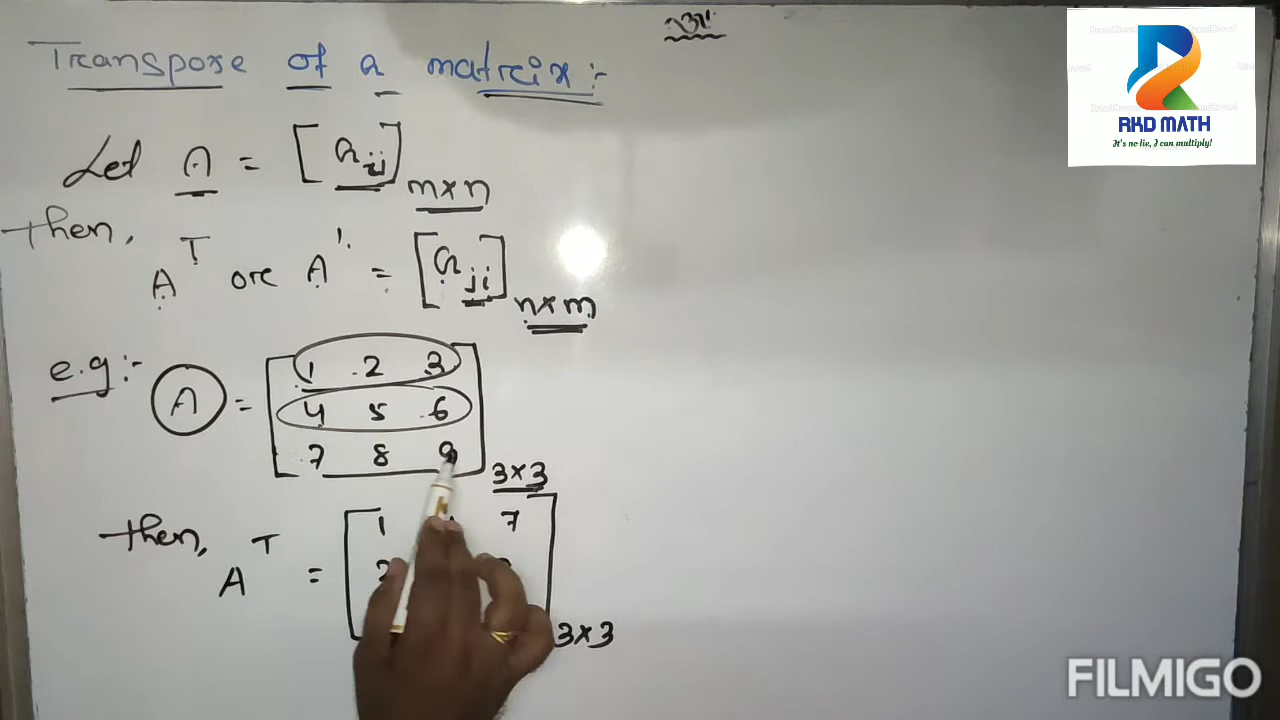 Transpose of a matrix :-
RKD MATH
It's no lie, I can multiply!
Let A = [aij] m×n
then, A^T or A' = [aji] n×m
e.g :- A = [1 2 3
4 5 6
7 8 9] 3×3
then, A^T = [1 7
2
] 3×3
FILMIGO